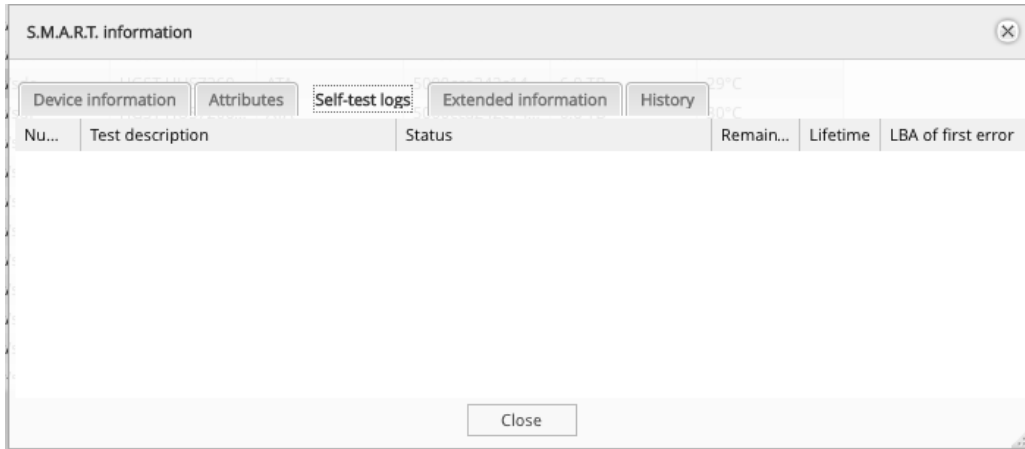 S.M.A.R.T. information
Device information Attributes Self-test logs Extended information History
Nu... Test description Status Remain... Lifetime LBA of first error
Close